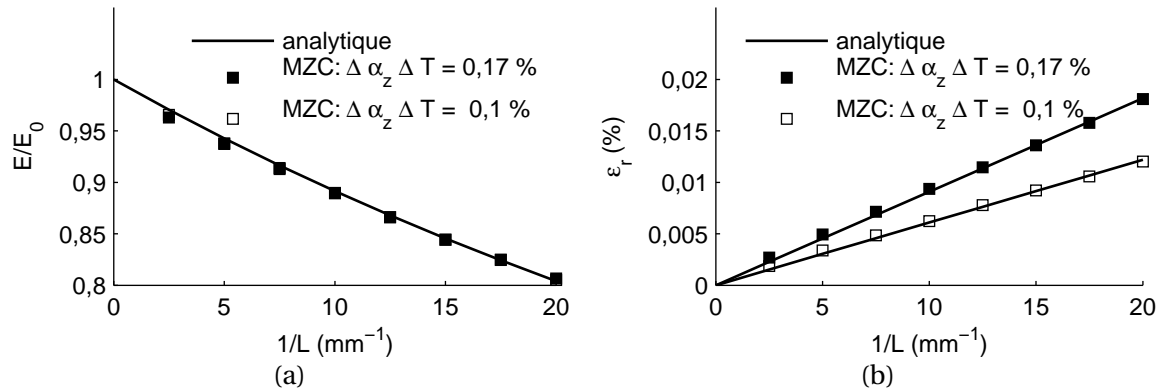 analytique
MZC: Δ α_z Δ T = 0,17 %
MZC: Δ α_z Δ T = 0,1 %
1
0,95
0,9
0,85
0,8
E/E_0
0 5 10 15 20
1/L (mm⁻¹)
(a)
analytique
MZC: Δ α_z Δ T = 0,17 %
MZC: Δ α_z Δ T = 0,1 %
0,02
0,015
0,01
0,005
0
ε_r (%)
0 5 10 15 20
1/L (mm⁻¹)
(b)